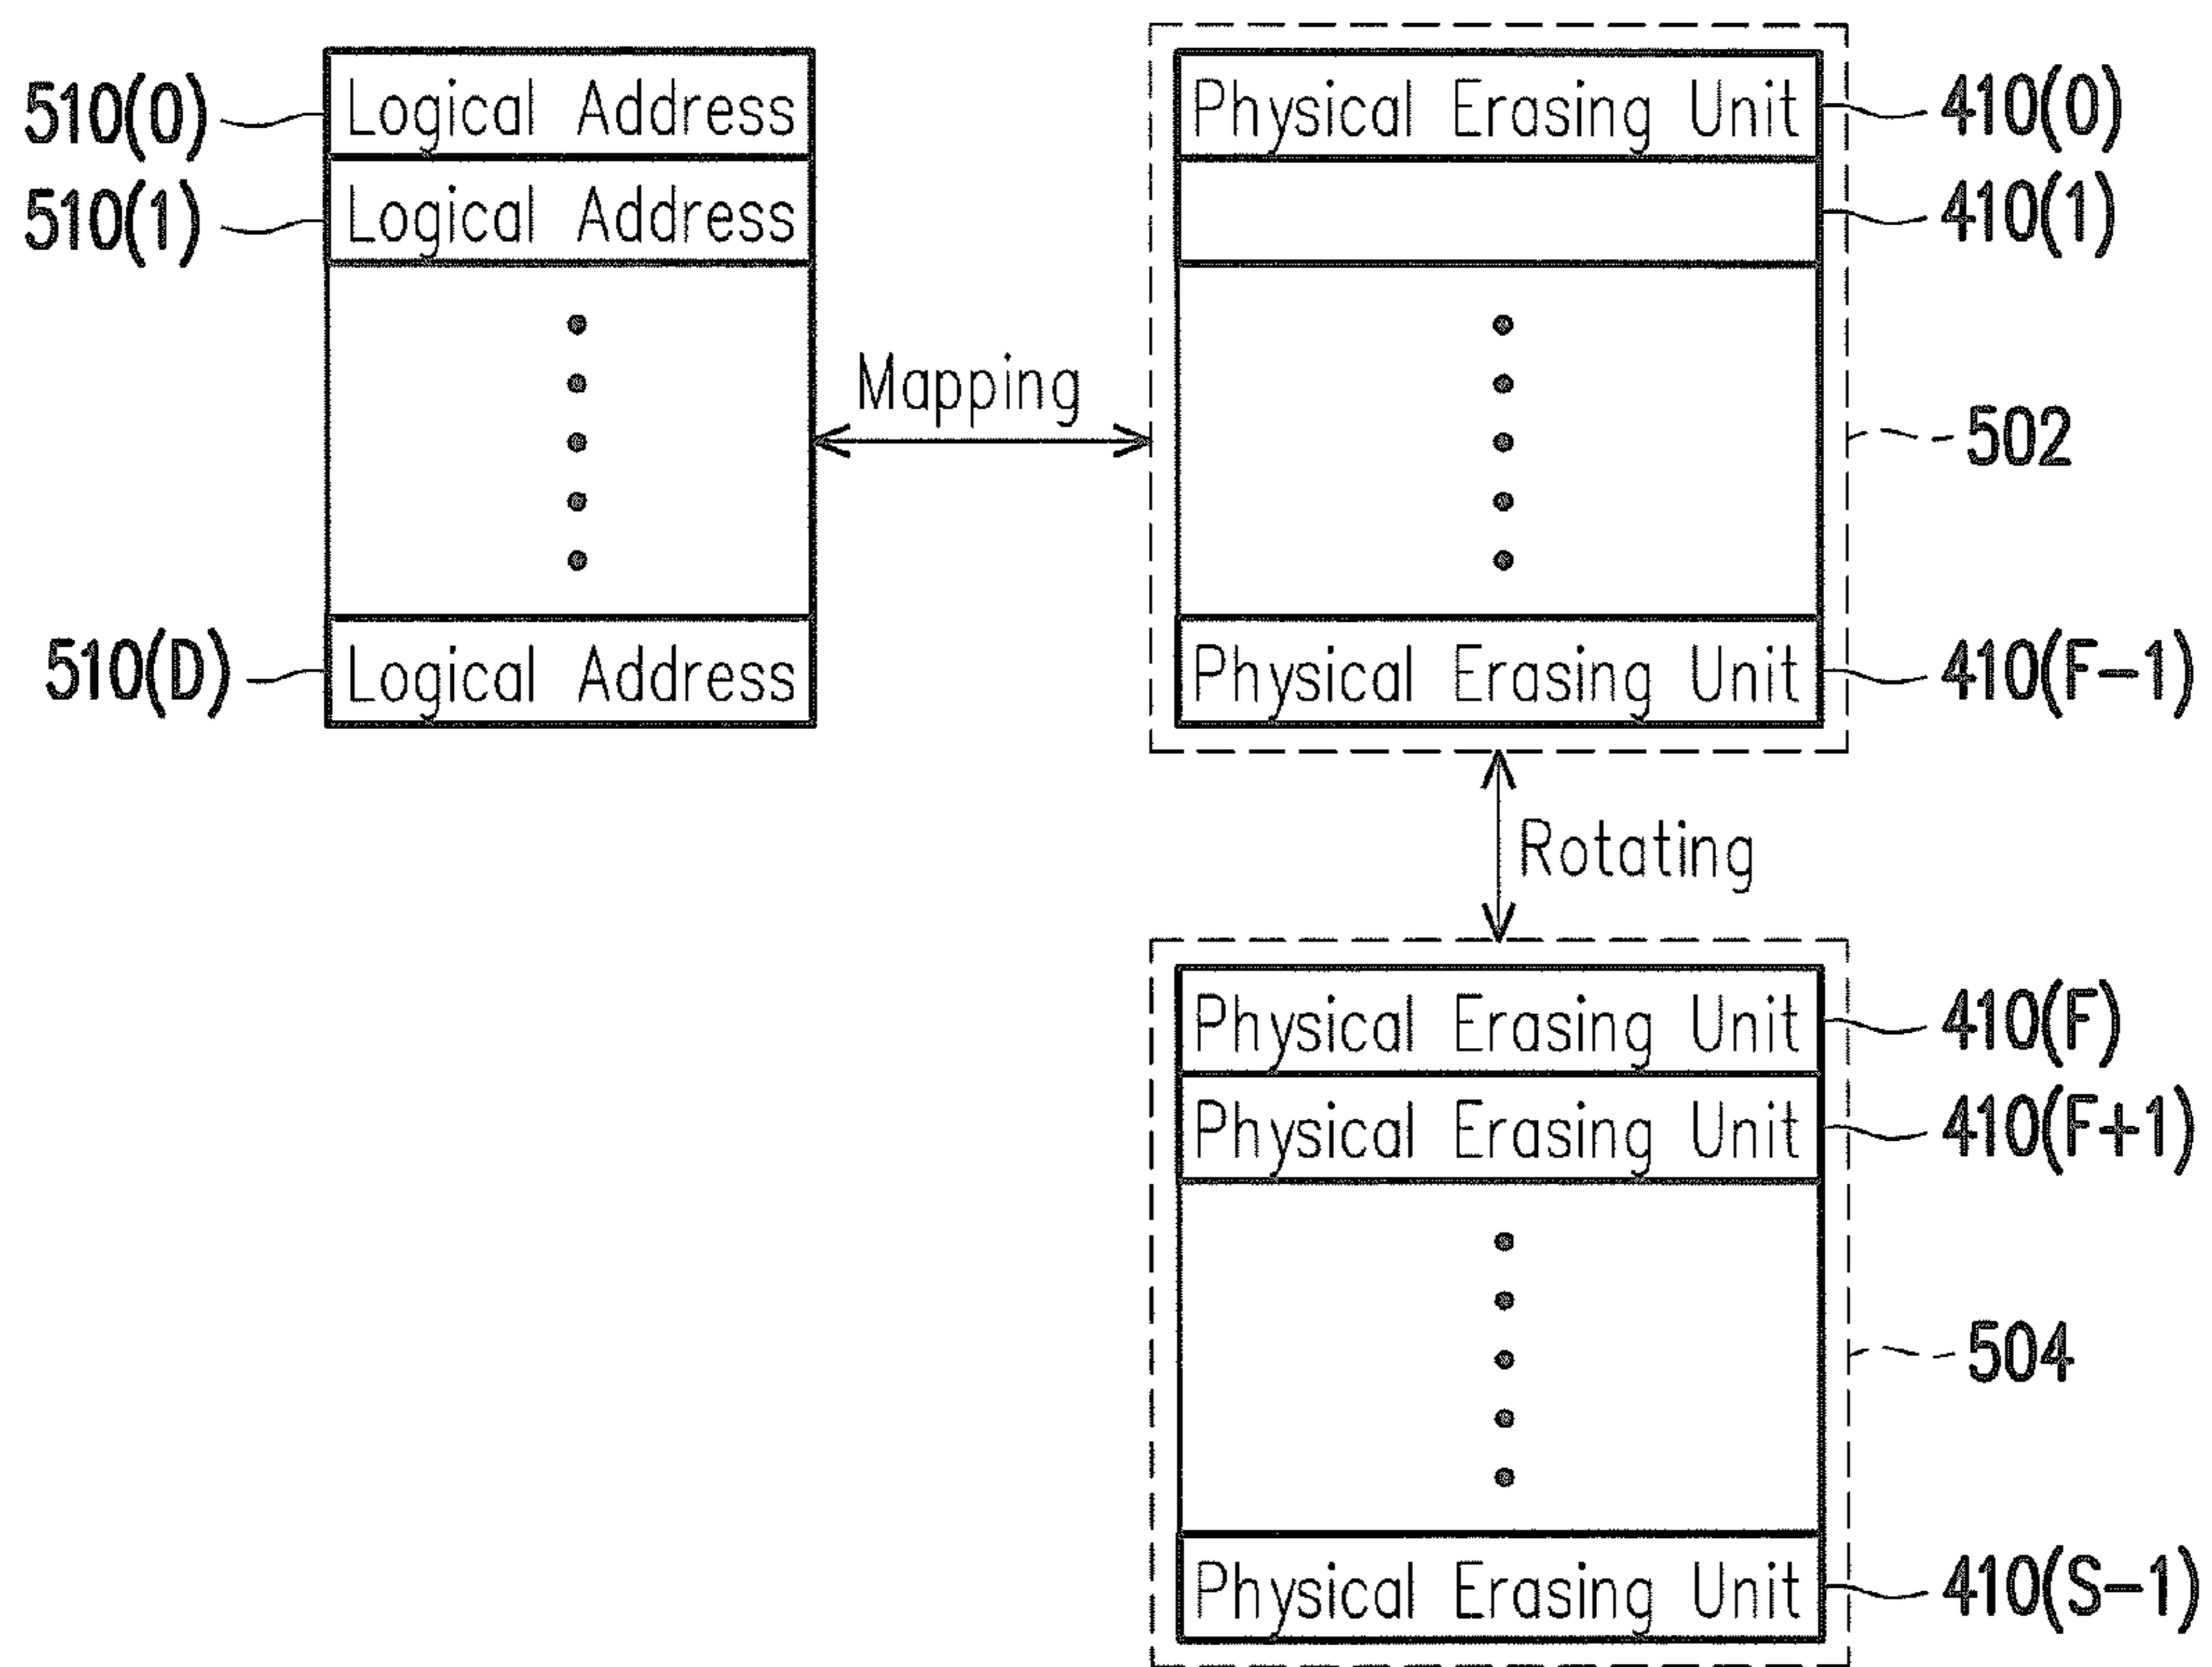 510(0) Logical Address
510(1) Logical Address
510(D) Logical Address
Mapping
Physical Erasing Unit 410(0)
410(1)
502
Physical Erasing Unit 410(F-1)
Rotating
Physical Erasing Unit 410(F)
Physical Erasing Unit 410(F+1)
504
Physical Erasing Unit 410(S-1)